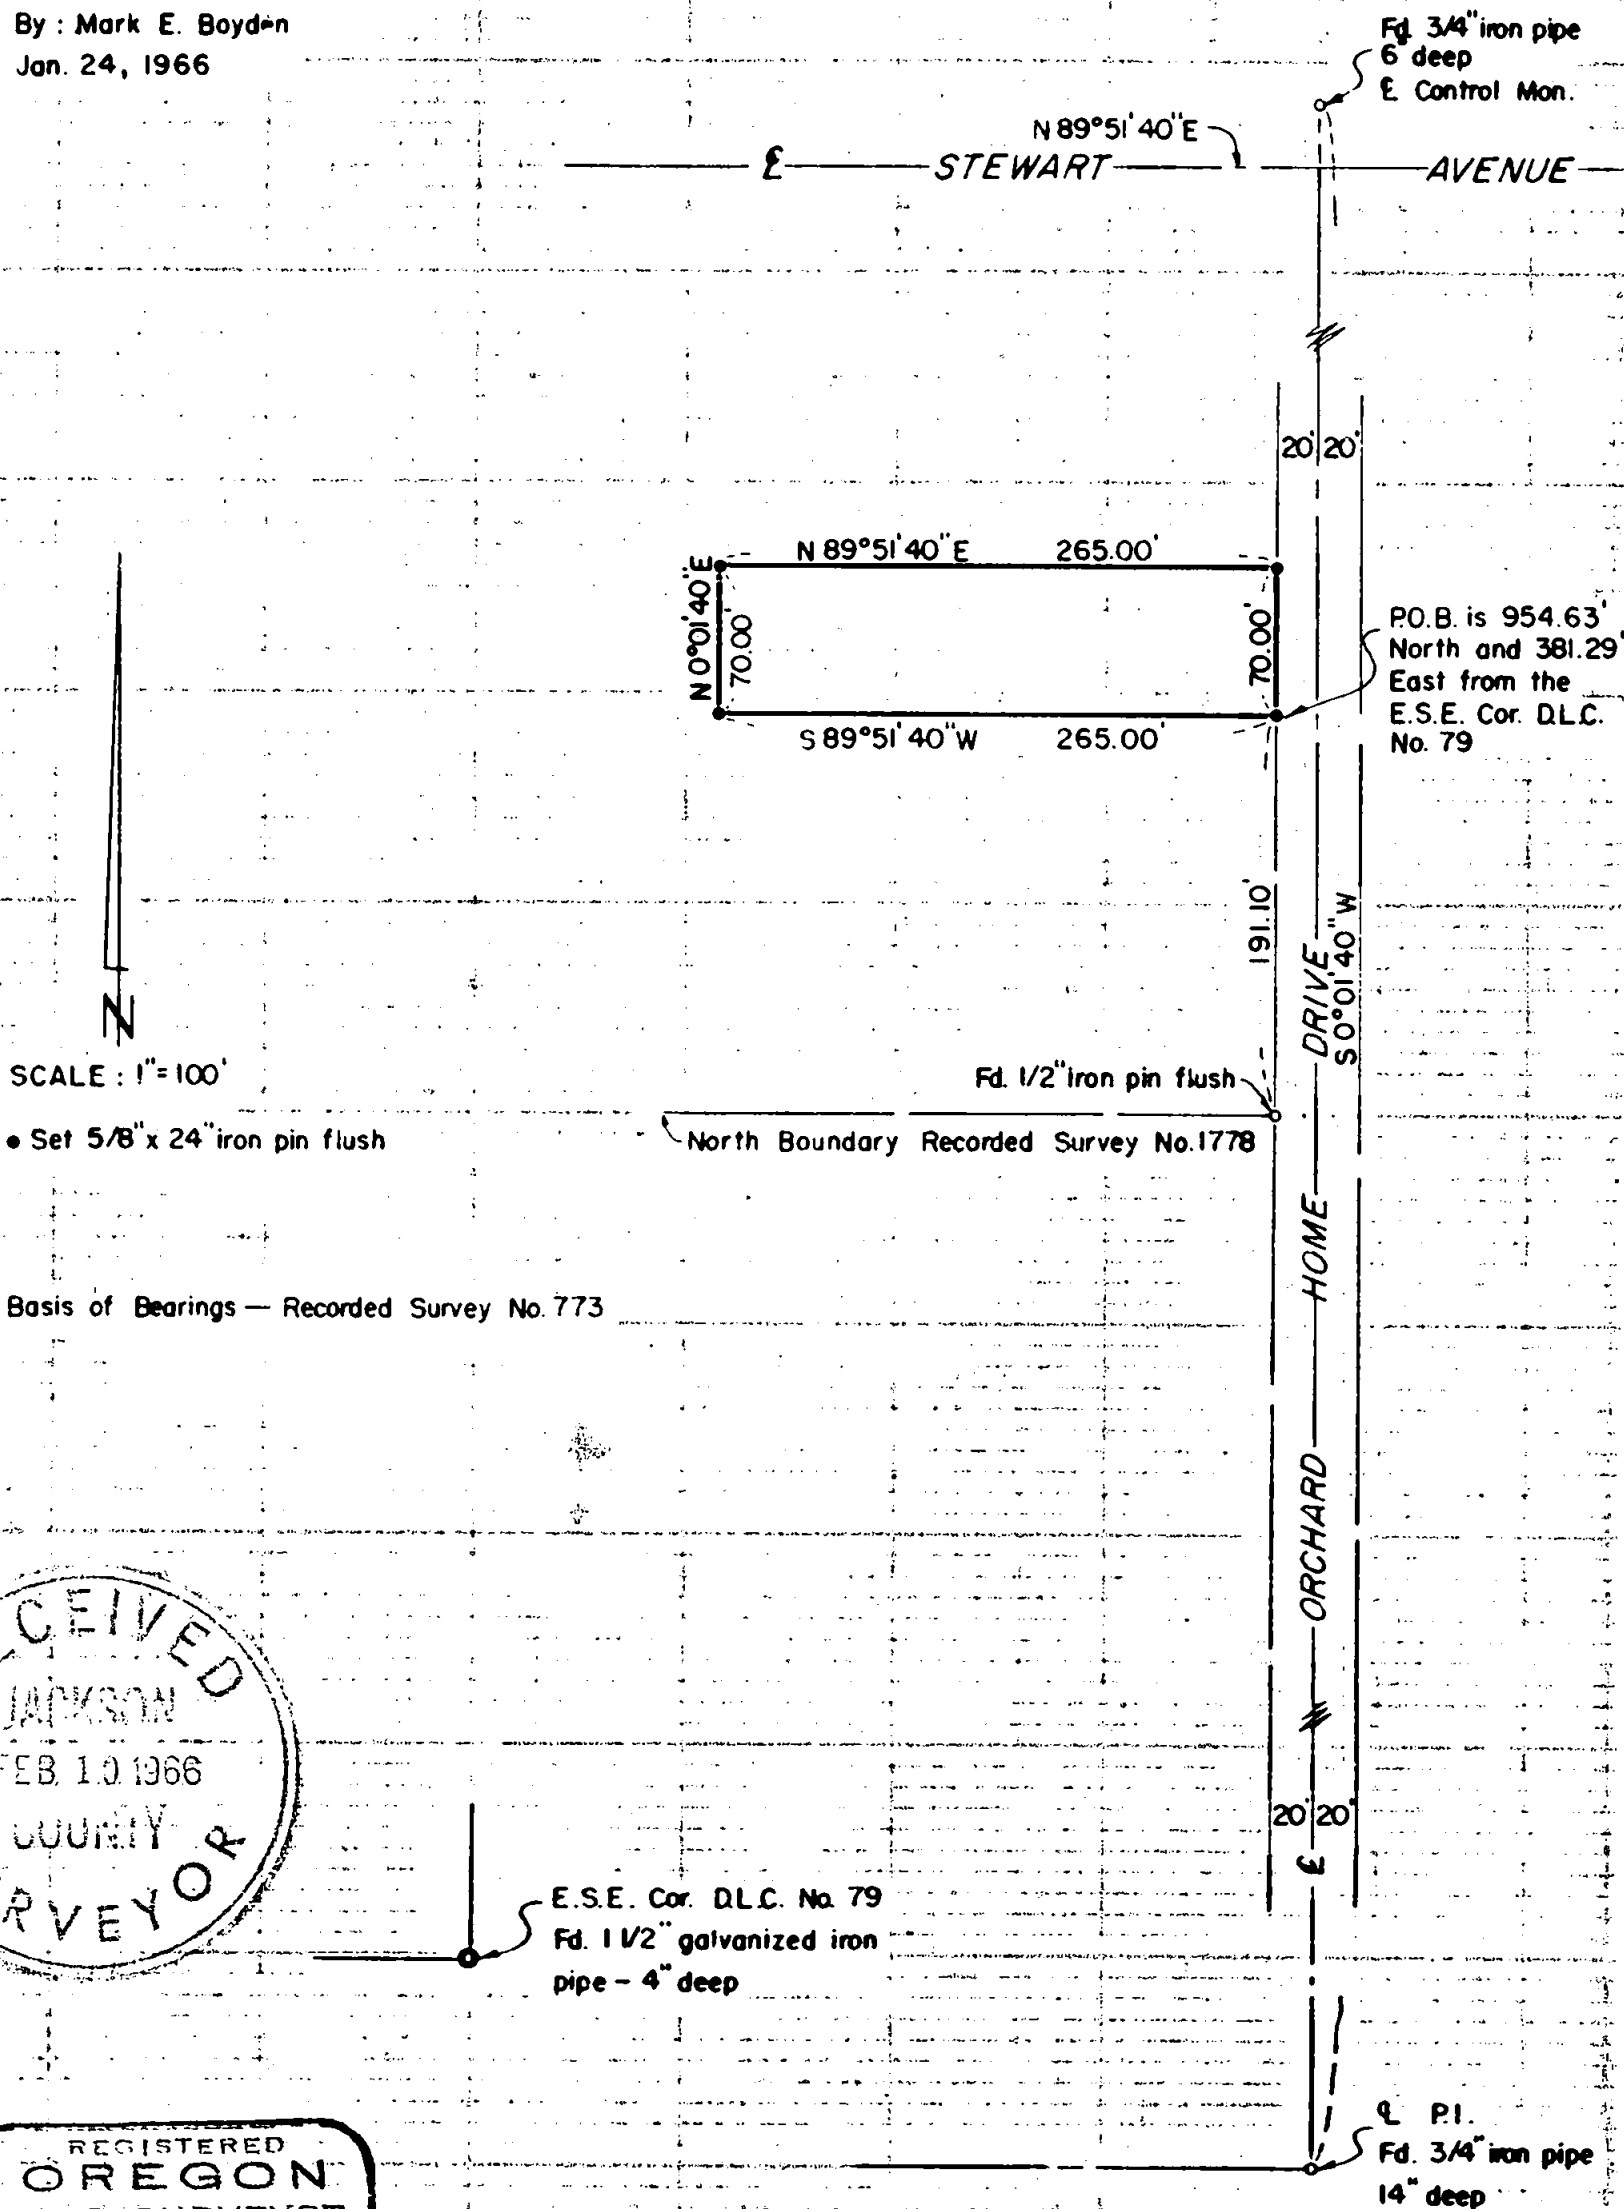 By : Mark E. Boyden
Jan. 24, 1966
Fd. 3/4" iron pipe
6" deep
℄ Control Mon.
N 89°51'40"E
℄ STEWART AVENUE
20' 20'
N 89°51'40"E 265.00'
N 0°01'40"E
70.00'
70.00'
S 89°51'40"W 265.00'
P.O.B. is 954.63'
North and 381.29'
East from the
E.S.E. Cor. D.L.C.
No. 79
191.10'
S 0°01'40"W
ORCHARD HOME DRIVE
N
SCALE : 1"=100'
Fd. 1/2" iron pin flush
• Set 5/8" x 24" iron pin flush
North Boundary Recorded Survey No. 1778
Basis of Bearings — Recorded Survey No. 773
CEIVED
JACKSON
FEB. 10 1966
COUNTY
RVEYOR
20' 20'
℄
E.S.E. Cor. D.L.C. No. 79
Fd. 1 1/2" galvanized iron
pipe – 4" deep
℄ P.I.
Fd. 3/4" iron pipe
14" deep
REGISTERED
OREGON